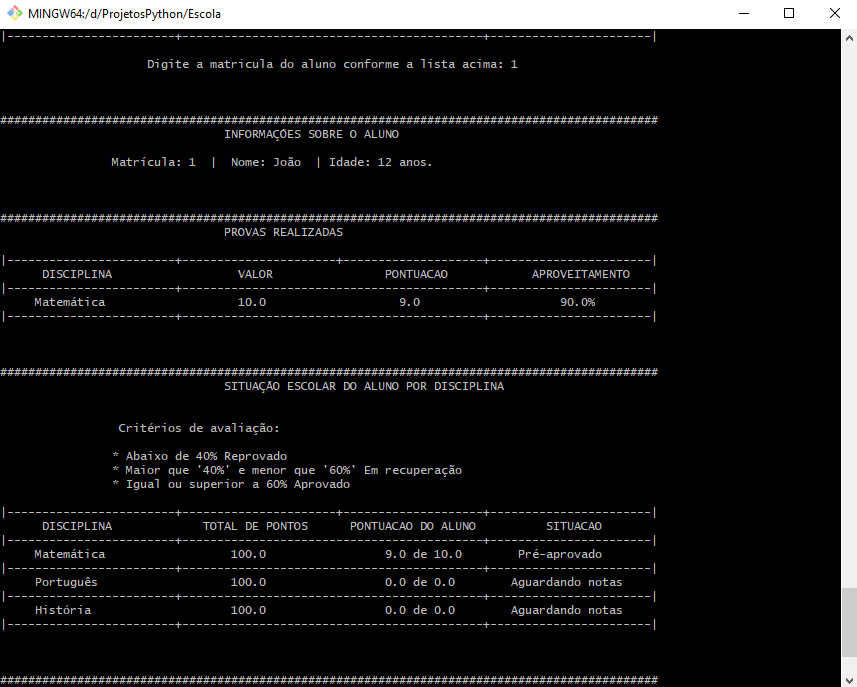 MINGW64:/d/ProjetosPython/Escola
|------------------------+-------------------------------------------+-----------------------|
Digite a matricula do aluno conforme a lista acima: 1
##############################################################################################
INFORMAÇÕES SOBRE O ALUNO
Matrícula: 1 | Nome: João | Idade: 12 anos.
##############################################################################################
PROVAS REALIZADAS
|------------------------+----------------------+--------------------+-----------------------|
DISCIPLINA VALOR PONTUACAO APROVEITAMENTO
|------------------------+-------------------------------------------+-----------------------|
Matemática 10.0 9.0 90.0%
|------------------------+-------------------------------------------+-----------------------|
##############################################################################################
SITUAÇÃO ESCOLAR DO ALUNO POR DISCIPLINA
Critérios de avaliação:
* Abaixo de 40% Reprovado
* Maior que '40%' e menor que '60%' Em recuperação
* Igual ou superior a 60% Aprovado
|------------------------+----------------------+--------------------+-----------------------|
DISCIPLINA TOTAL DE PONTOS PONTUACAO DO ALUNO SITUACAO
|------------------------+-------------------------------------------+-----------------------|
Matemática 100.0 9.0 de 10.0 Pré-aprovado
|------------------------+-------------------------------------------+-----------------------|
Português 100.0 0.0 de 0.0 Aguardando notas
|------------------------+-------------------------------------------+-----------------------|
História 100.0 0.0 de 0.0 Aguardando notas
|------------------------+-------------------------------------------+-----------------------|
##############################################################################################